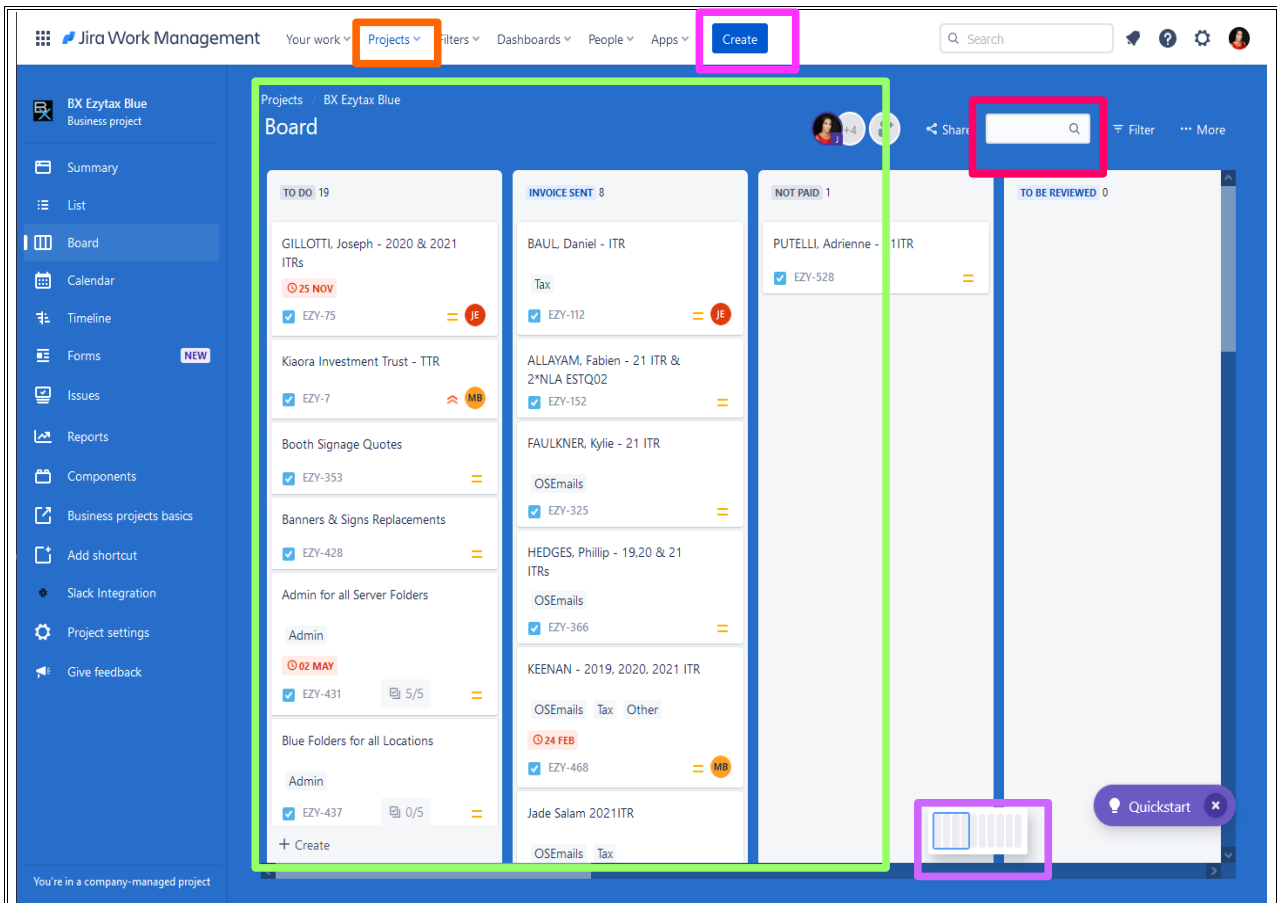 Jira Work Management Your work Projects Filters Dashboards People Apps Create Search
BX Ezytax Blue
Business project
Summary
List
Board
Calendar
Timeline
Forms NEW
Issues
Reports
Components
Business projects basics
Add shortcut
Slack Integration
Project settings
Give feedback
You're in a company-managed project
Projects / BX Ezytax Blue
Board
J +4 Share Filter ··· More
TO DO 19
GILLOTTI, Joseph - 2020 & 2021
ITRs
25 NOV
EZY-75 JE
Kiaora Investment Trust - TTR
EZY-7 MB
Booth Signage Quotes
EZY-353
Banners & Signs Replacements
EZY-428
Admin for all Server Folders
Admin
02 MAY
EZY-431 5/5
Blue Folders for all Locations
Admin
EZY-437 0/5
+ Create
INVOICE SENT 8
BAUL, Daniel - ITR
Tax
EZY-112 JE
ALLAYAM, Fabien - 21 ITR &
2*NLA ESTQ02
EZY-152
FAULKNER, Kylie - 21 ITR
OSEmails
EZY-325
HEDGES, Phillip - 19,20 & 21
ITRs
OSEmails
EZY-366
KEENAN - 2019, 2020, 2021 ITR
OSEmails Tax Other
24 FEB
EZY-468 MB
Jade Salam 2021ITR
OSEmails Tax
NOT PAID 1
PUTELLI, Adrienne - 1ITR
EZY-528
TO BE REVIEWED 0
Quickstart